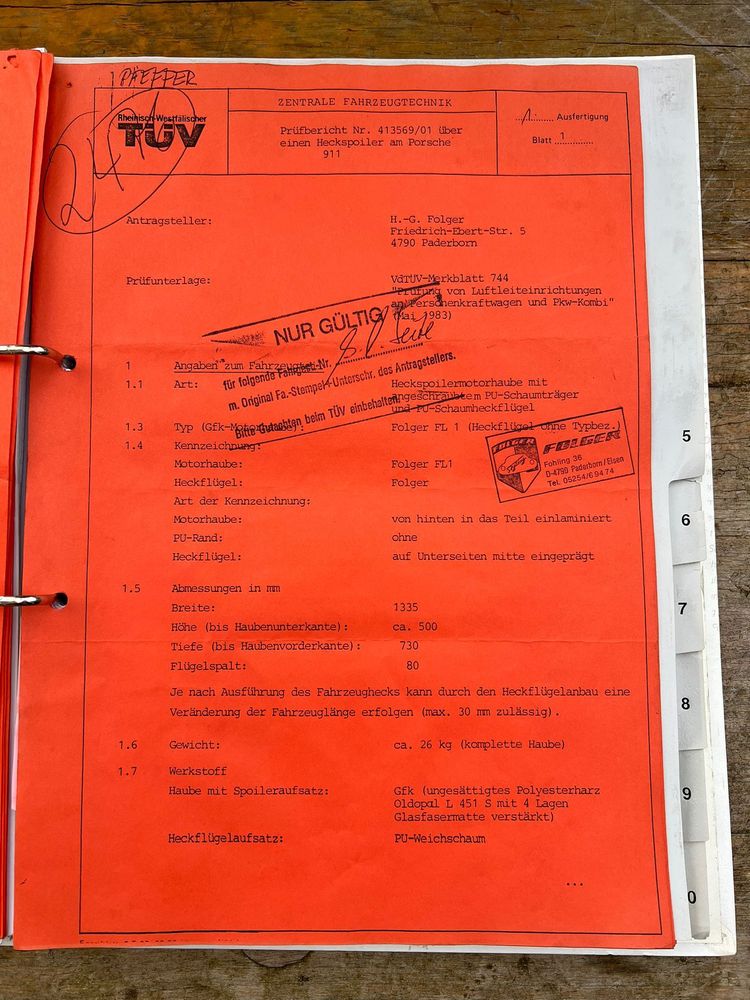 PAEFFER
Rheinisch-Westfälischer
TÜV
ZENTRALE FAHRZEUGTECHNIK
Prüfbericht Nr. 413569/01 über
einen Heckspoiler am Porsche
911
1. Ausfertigung
Blatt 1
Antragsteller:
H.-G. Folger
Friedrich-Ebert-Str. 5
4790 Paderborn
Prüfunterlage:
VdTÜV-Merkblatt 744
"Prüfung von Luftleiteinrichtungen
an Personenkraftwagen und Pkw-Kombi"
(Mai 1983)
NUR GÜLTIG
für folgende Fahrgest.-Nr.
m. Original Fa.-Stempel + Unterschr. des Antragstellers.
Bitte Gutachten beim TÜV einbehalten.
1 Angaben zum Fahrzeugteil
1.1 Art: Heckspoilermotorhaube mit
angeschraubtem PU-Schaumträger
und PU-Schaumheckflügel
1.3 Typ (Gfk-Motorhaube): Folger FL 1 (Heckflügel ohne Typbez.)
1.4 Kennzeichnung:
Motorhaube: Folger FL1
Heckflügel: Folger
FOLGER
FOLGER
Fohling 36
D-4790 Paderborn/Elsen
Tel. 05254/69474
Art der Kennzeichnung:
Motorhaube: von hinten in das Teil einlaminiert
PU-Rand: ohne
Heckflügel: auf Unterseiten mitte eingeprägt
1.5 Abmessungen in mm
Breite: 1335
Höhe (bis Haubenunterkante): ca. 500
Tiefe (bis Haubenvorderkante): 730
Flügelspalt: 80
Je nach Ausführung des Fahrzeughecks kann durch den Heckflügelanbau eine
Veränderung der Fahrzeuglänge erfolgen (max. 30 mm zulässig).
1.6 Gewicht: ca. 26 kg (komplette Haube)
1.7 Werkstoff
Haube mit Spoileraufsatz: Gfk (ungesättigtes Polyesterharz
Oldopal L 451 S mit 4 Lagen
Glasfasermatte verstärkt)
Heckflügelaufsatz: PU-Weichschaum
...
5
6
7
8
9
0